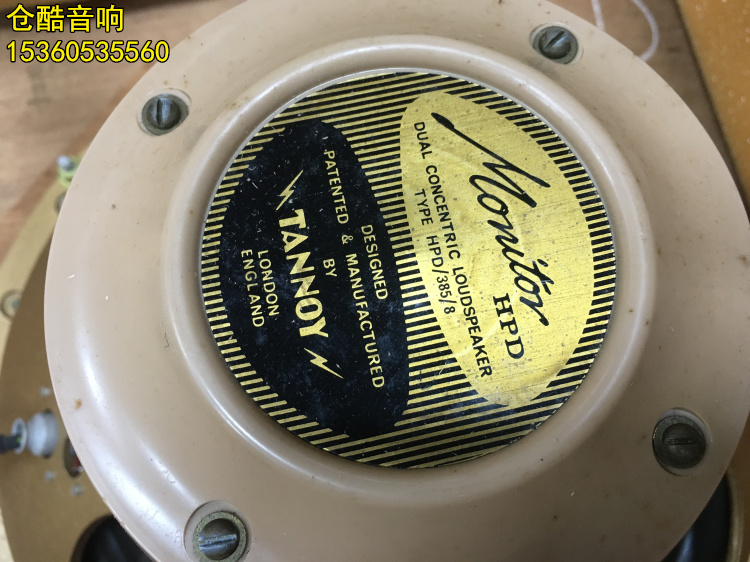 仓酷音响
15360535560
Monitor
HPD
DUAL CONCENTRIC LOUDSPEAKER
TYPE HPD/385/8
DESIGNED
PATENTED & MANUFACTURED
BY
TANNOY
LONDON
ENGLAND